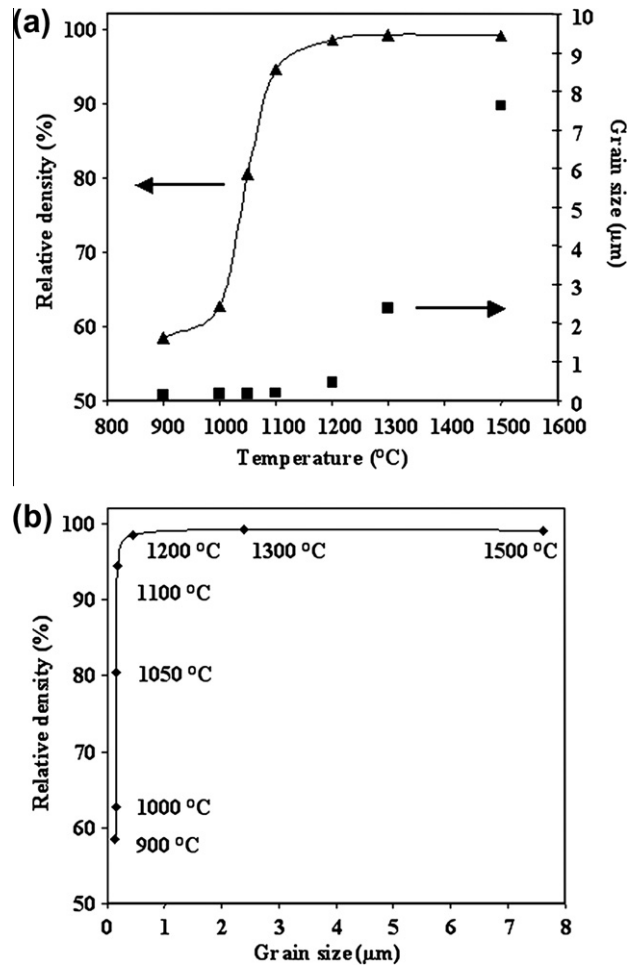 (a)
100
90
80
70
60
50
Relative density (%)
10
9
8
7
6
5
4
3
2
1
0
Grain size (μm)
800 900 1000 1100 1200 1300 1400 1500 1600
Temperature (°C)
(b)
100
90
80
70
60
50
Relative density (%)
1200 °C 1300 °C 1500 °C
1100 °C
1050 °C
1000 °C
900 °C
0 1 2 3 4 5 6 7 8
Grain size (μm)